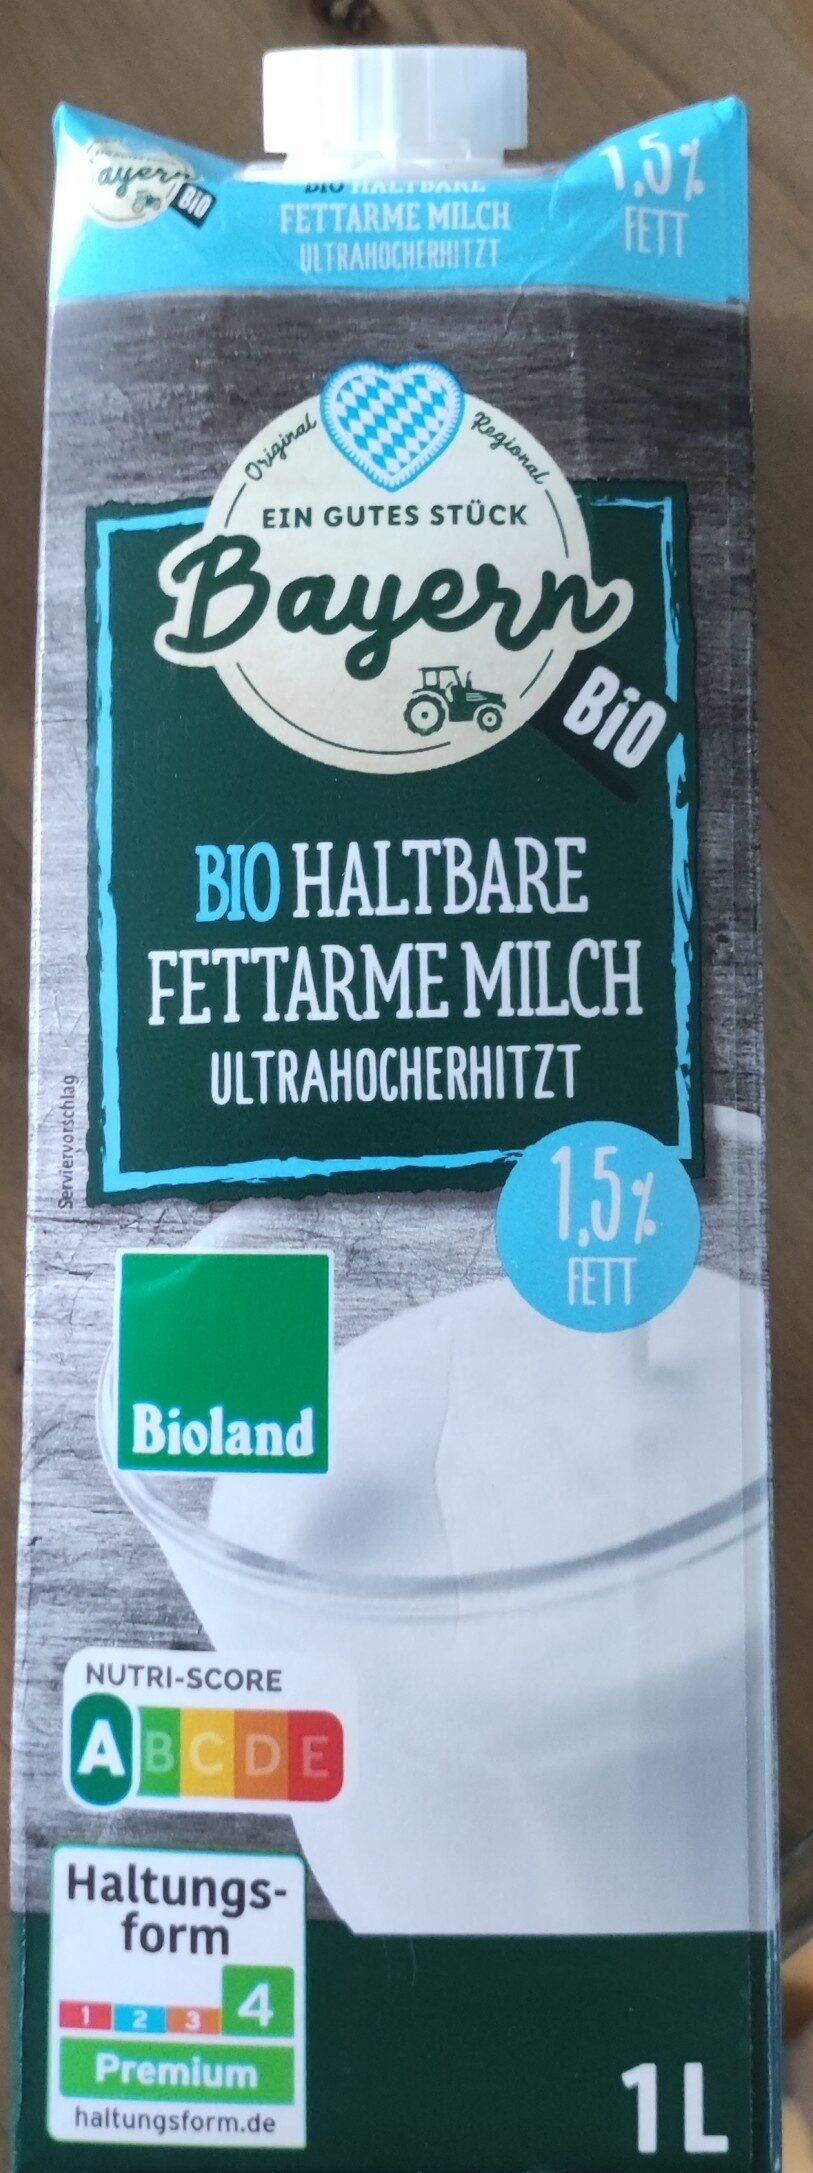 ayern
BIO
BIO HALTBARE
FETTARME MILCH
ULTRAHOCHERHITZT
1,5%
FETT
Original
Regional
EIN GUTES STÜCK
Bayern
BiO
BIO HALTBARE
FETTARME MILCH
ULTRAHOCHERHITZT
Serviervorschlag
1,5%
FETT
Bioland
NUTRI-SCORE
A B C D E
Haltungs-
form
1 2 3 4
Premium
haltungsform.de
1L